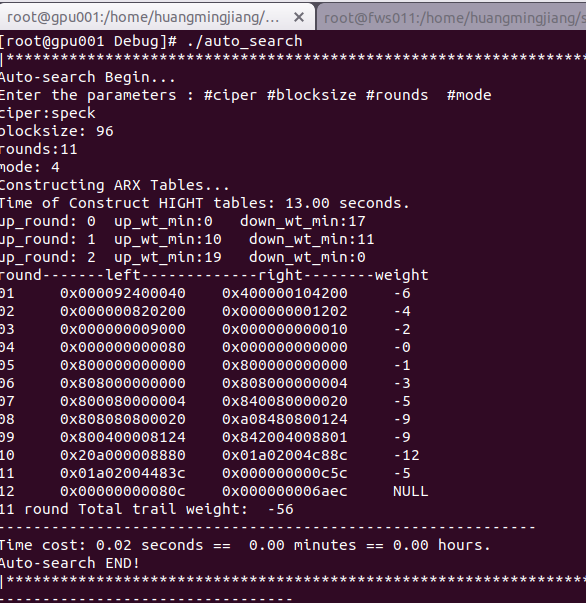 root@gpu001:/home/huangmingjiang/... × root@fws011:/home/huangmingjiang/s
[root@gpu001 Debug]# ./auto_search
|********************************************************************
Auto-search Begin...
Enter the parameters : #ciper #blocksize #rounds  #mode
ciper:speck
blocksize: 96
rounds:11
mode: 4
Constructing ARX Tables...
Time of Construct HIGHT tables: 13.00 seconds.
up_round: 0  up_wt_min:0   down_wt_min:17
up_round: 1  up_wt_min:10   down_wt_min:11
up_round: 2  up_wt_min:19   down_wt_min:0
round-------left-------------right--------weight
01     0x000092400040    0x400000104200     -6
02     0x000000820200    0x000000001202     -4
03     0x000000009000    0x000000000010     -2
04     0x000000000080    0x000000000000     -0
05     0x800000000000    0x800000000000     -1
06     0x808000000000    0x808000000004     -3
07     0x800080000004    0x840080000020     -5
08     0x808080800020    0xa08480800124     -9
09     0x800400008124    0x842004008801     -9
10     0x20a000008880    0x01a02004c88c     -12
11     0x01a02004483c    0x000000000c5c     -5
12     0x00000000080c    0x000000006aec     NULL
11 round Total trail weight:  -56
------------------------------------------------------------
Time cost: 0.02 seconds ==  0.00 minutes == 0.00 hours.
Auto-search END!
|********************************************************************
---------------------------------